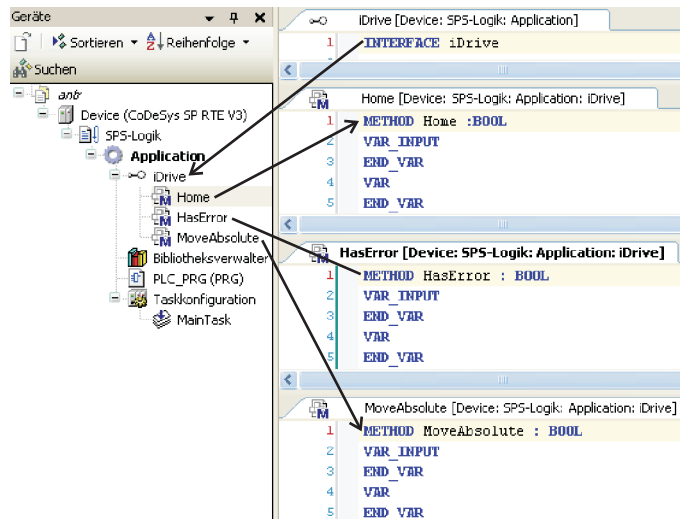 Geräte
Sortieren Reihenfolge
Suchen
antr
Device (CoDeSys SP RTE V3)
SPS-Logik
Application
iDrive
Home
HasError
MoveAbsolute
Bibliotheksverwalter
PLC_PRG (PRG)
Taskkonfiguration
MainTask
iDrive [Device: SPS-Logik: Application]
1 INTERFACE iDrive
Home [Device: SPS-Logik: Application: iDrive]
1 METHOD Home :BOOL
2 VAR_INPUT
3 END_VAR
4 VAR
5 END_VAR
HasError [Device: SPS-Logik: Application: iDrive]
1 METHOD HasError : BOOL
2 VAR_INPUT
3 END_VAR
4 VAR
5 END_VAR
MoveAbsolute [Device: SPS-Logik: Application: iDrive]
1 METHOD MoveAbsolute : BOOL
2 VAR_INPUT
3 END_VAR
4 VAR
5 END_VAR